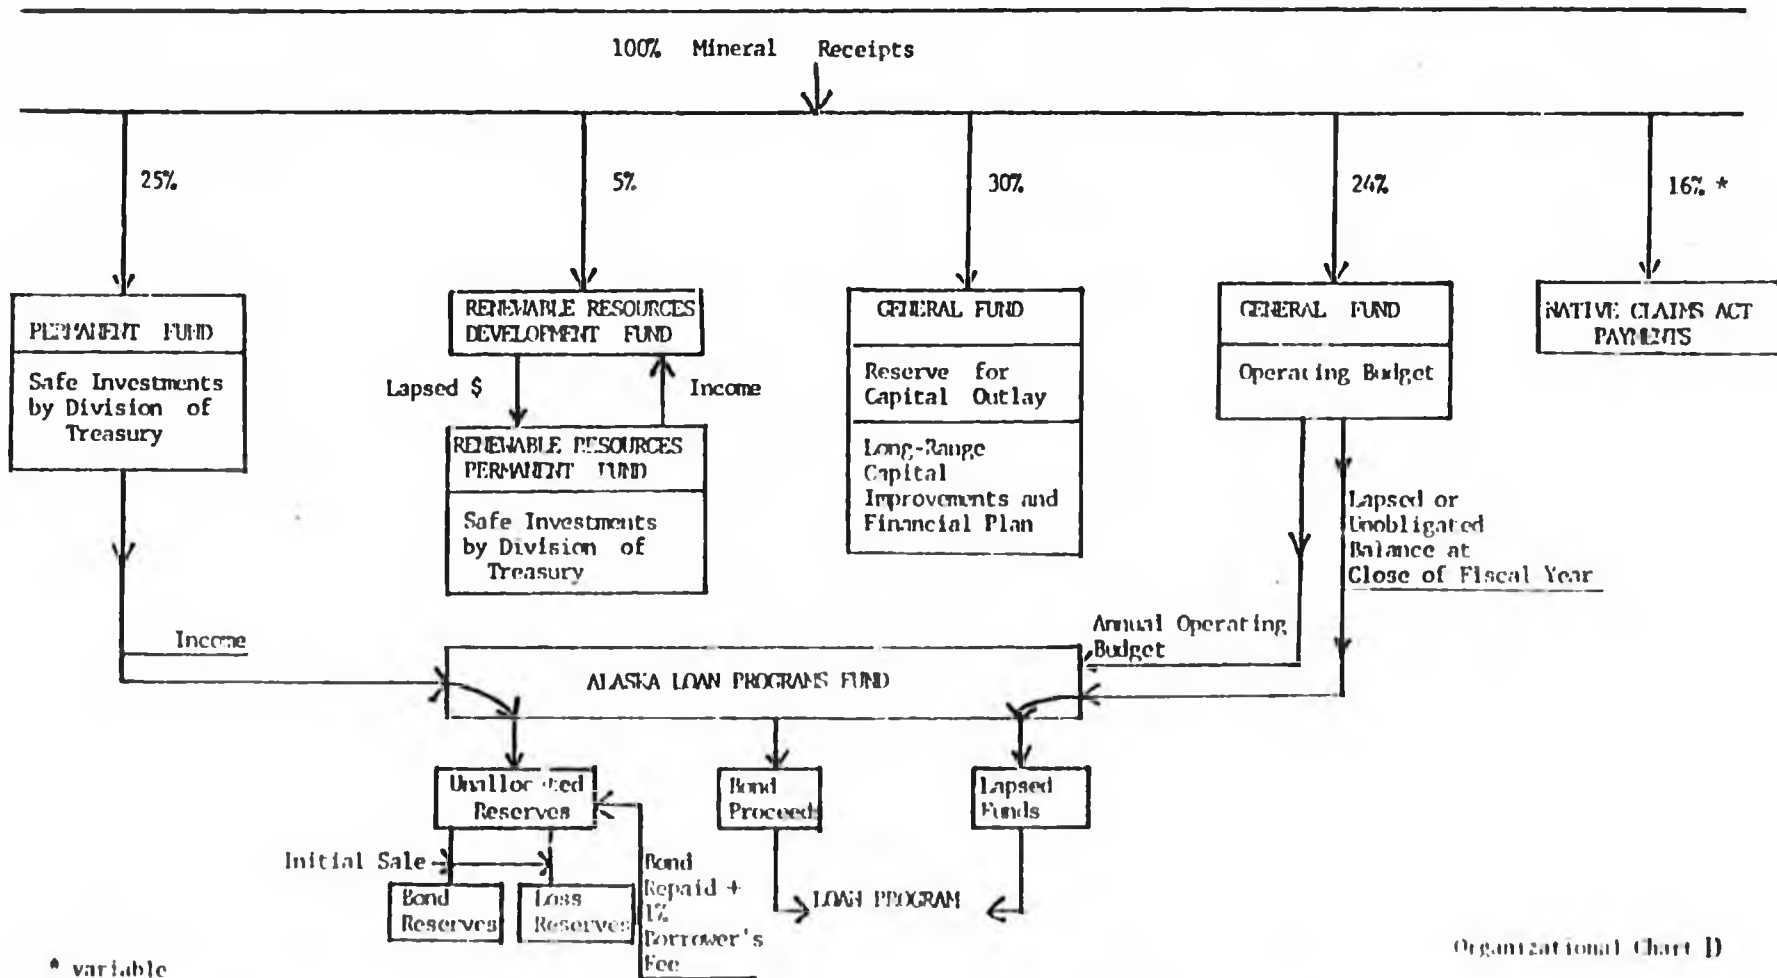 100% Mineral Receipts
25%
5%
30%
24%
16% *
PERMANENT FUND
Safe Investments
by Division of
Treasury
RENEWABLE RESOURCES
DEVELOPMENT FUND
Lapsed $
Income
RENEWABLE RESOURCES
PERMANENT FUND
Safe Investments
by Division of
Treasury
GENERAL FUND
Reserve for
Capital Outlay
Long-Range
Capital
Improvements and
Financial Plan
GENERAL FUND
Operating Budget
NATIVE CLAIMS ACT
PAYMENTS
Lapsed or
Unobligated
Balance at
Close of Fiscal Year
Income
Annual Operating
Budget
ALASKA LOAN PROGRAMS FUND
Unallocated
Reserves
Bond
Proceeds
Lapsed
Funds
Initial Sale
Bond
Reserves
Loss
Reserves
Bond
Repaid +
1%
Borrower's
Fee
LOAN PROGRAM
* variable
Organizational Chart D